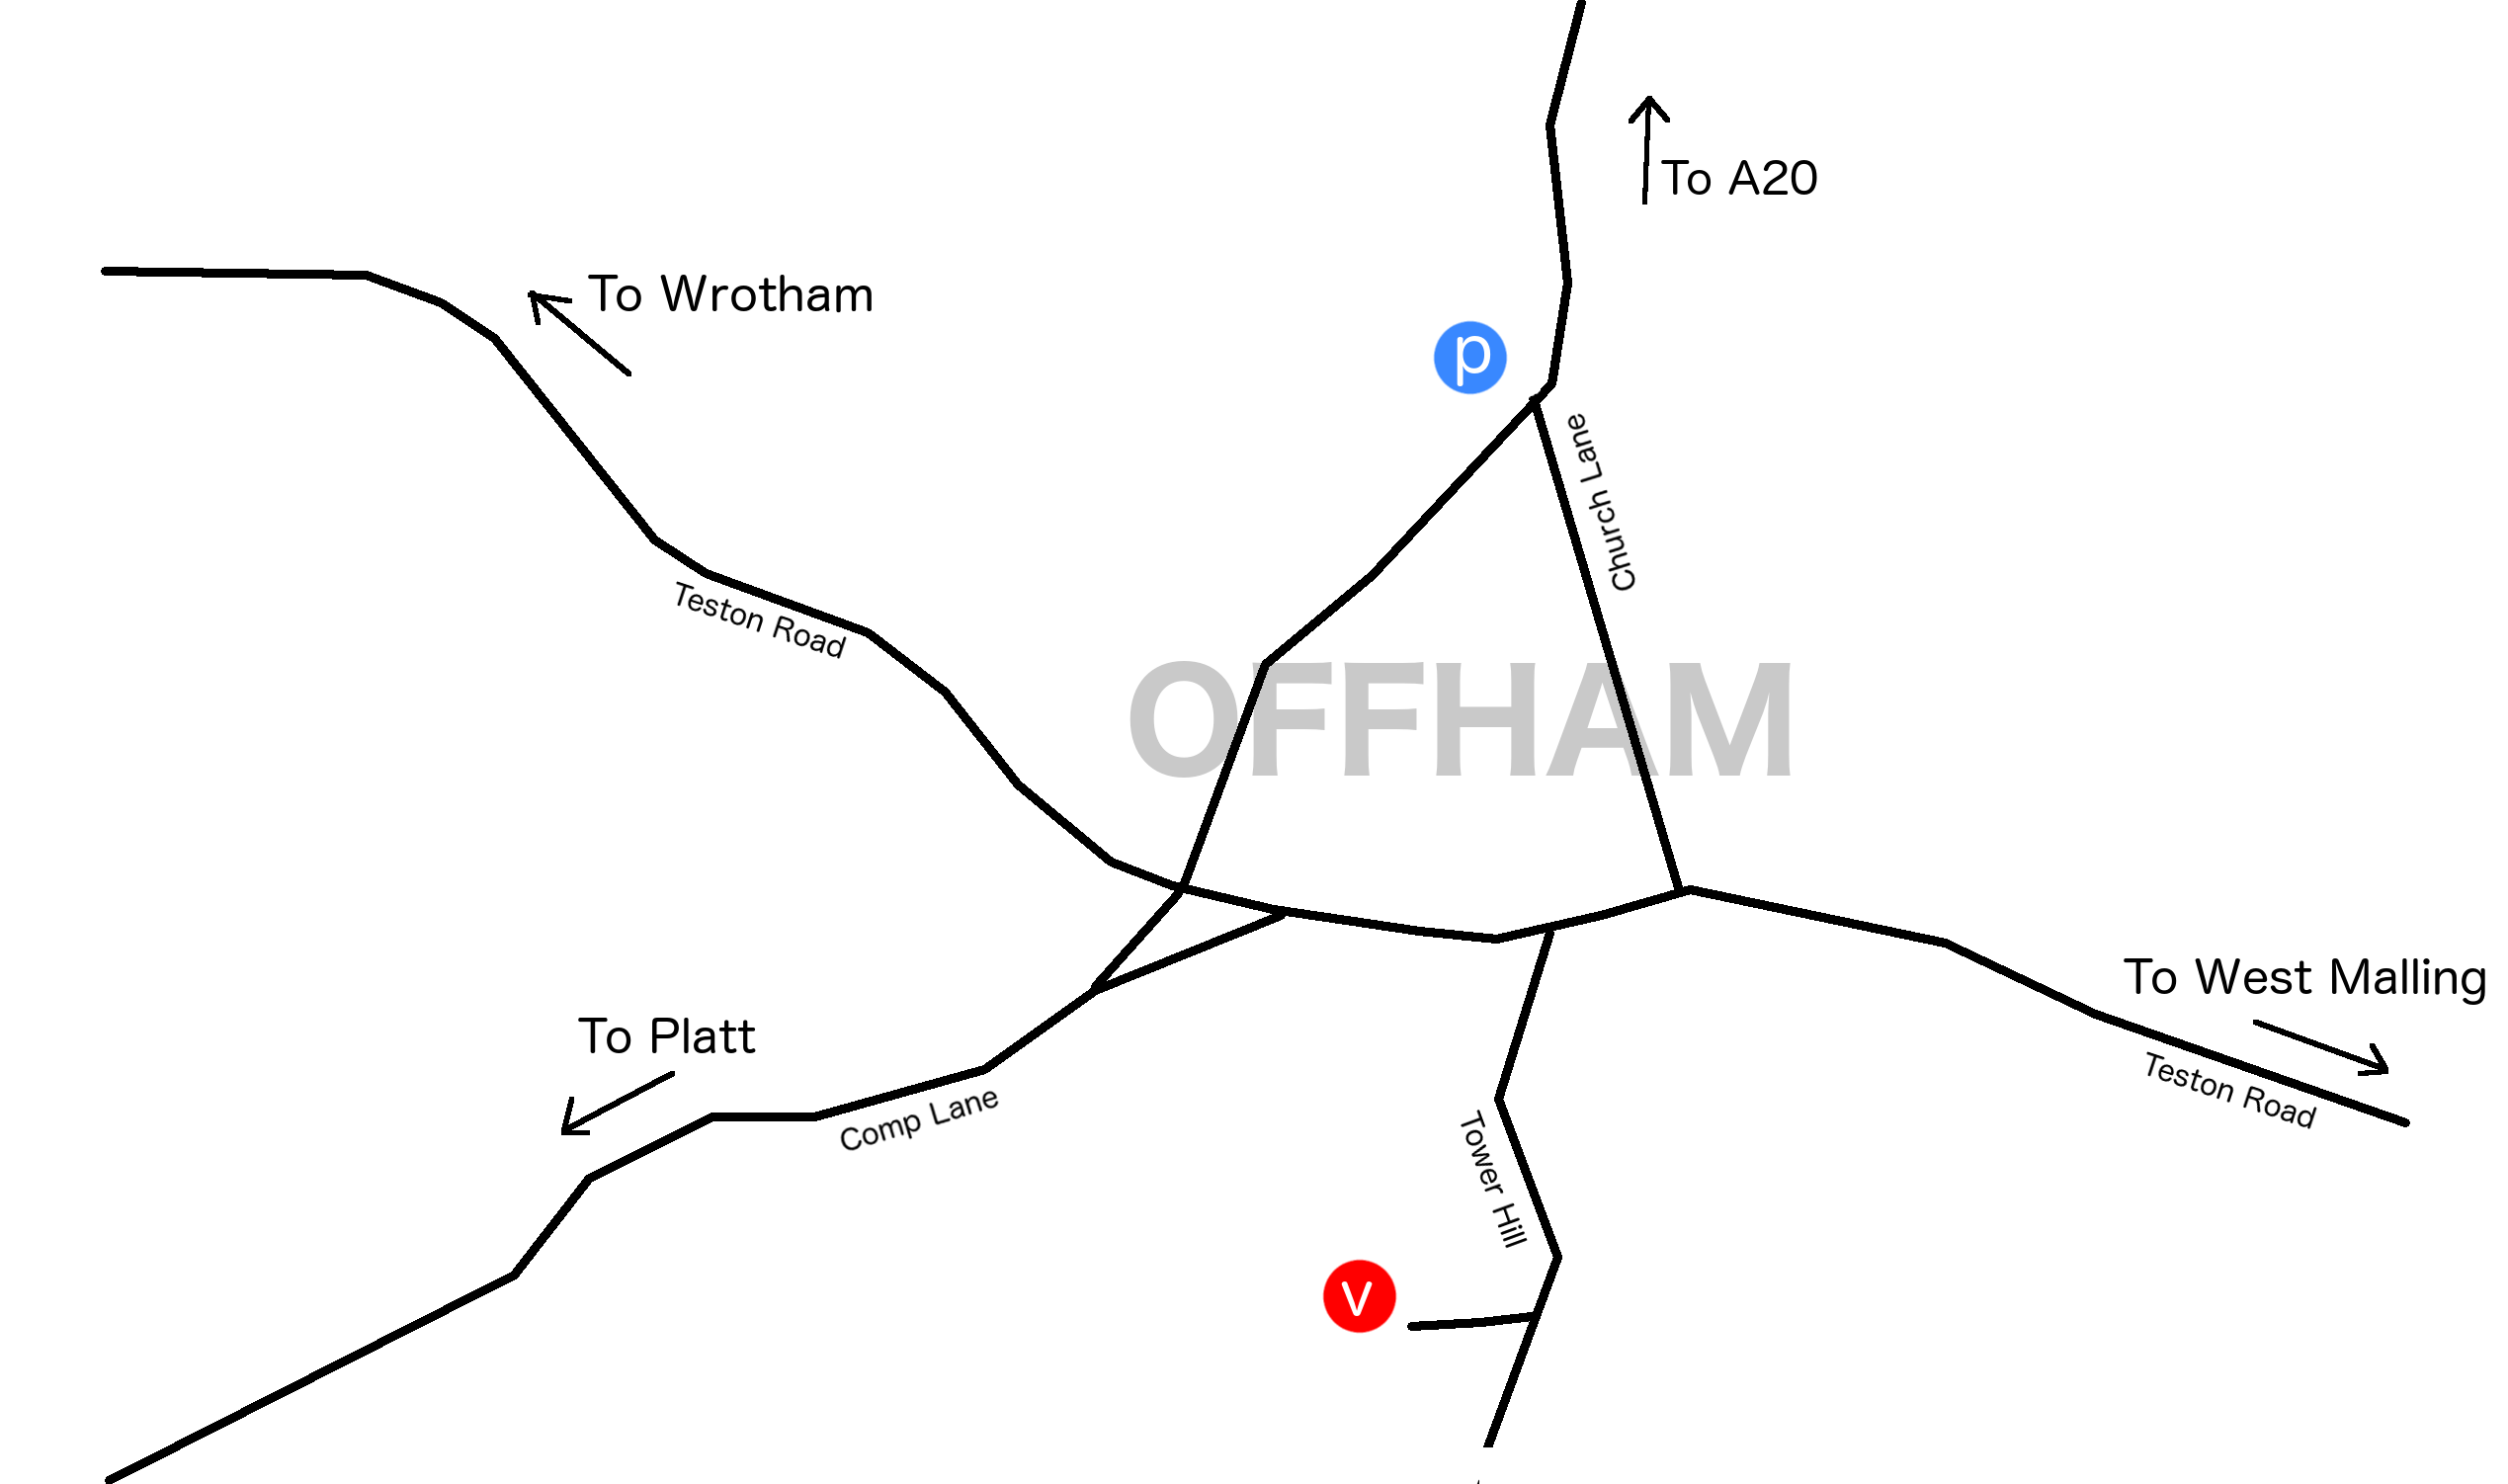 To A20
To Wrotham
p
Church Lane
Teston Road
OFFHAM
To West Malling
To Platt
Teston Road
Comp Lane
Tower Hill
v